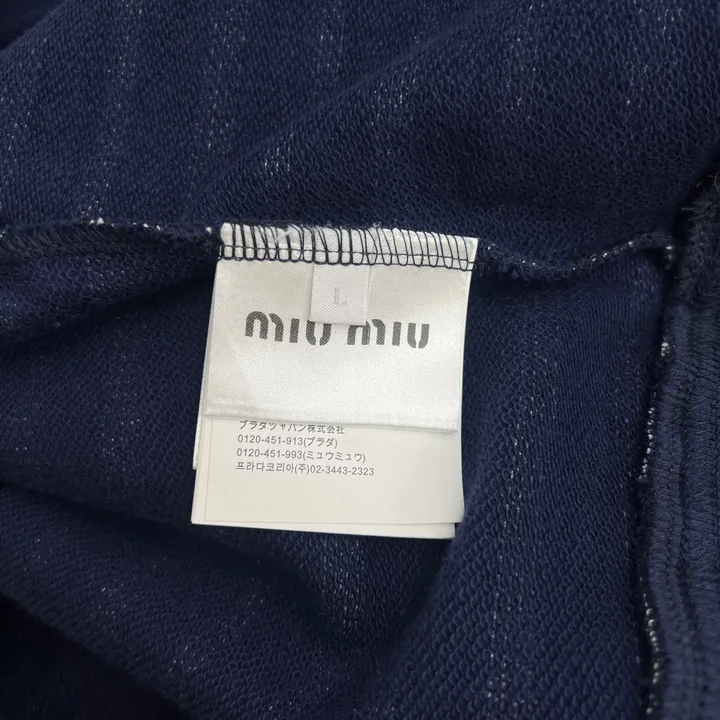 L
miu miu
プラダジャパン株式会社
0120-451-913(プラダ)
0120-451-993(ミュウミュウ)
프라다코리아(주)02-3443-2323